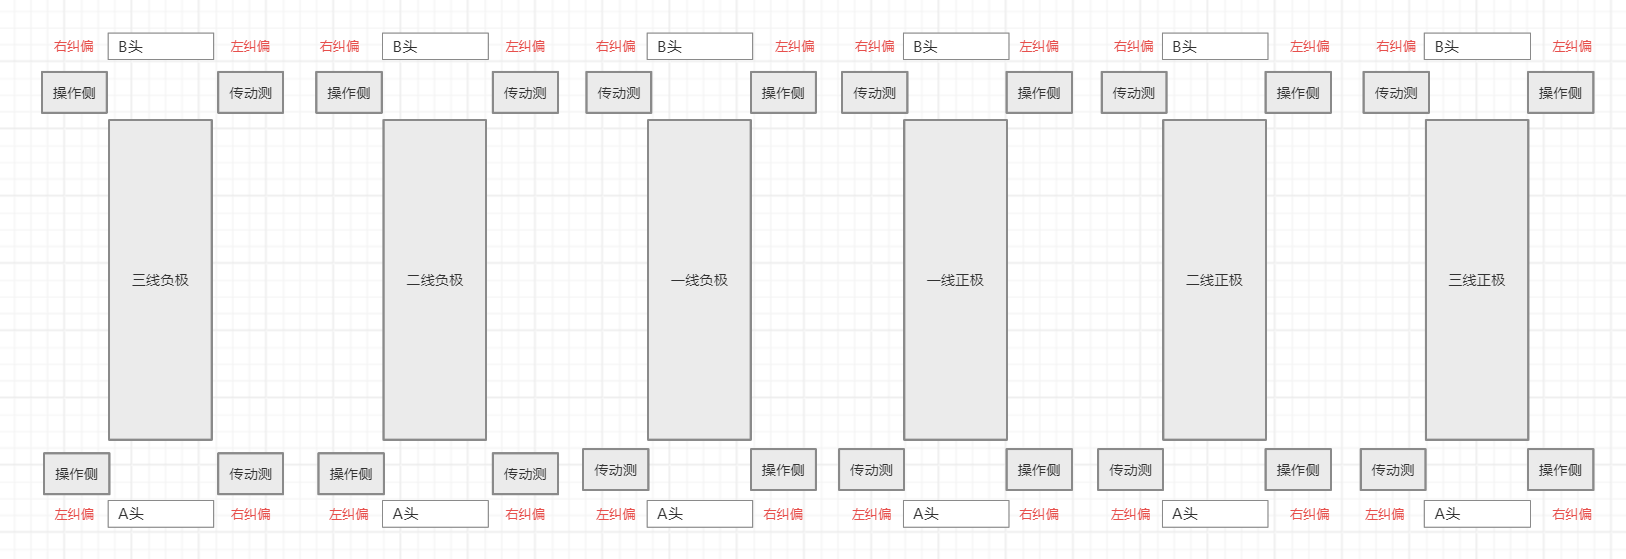 右纠偏 B头 左纠偏 右纠偏 B头 左纠偏 右纠偏 B头 左纠偏 右纠偏 B头 左纠偏 右纠偏 B头 左纠偏 右纠偏 B头 左纠偏
操作侧 传动测 操作侧 传动测 传动测 操作侧 传动测 操作侧 传动测 操作侧 传动测 操作侧
三线负极 二线负极 一线负极 一线正极 二线正极 三线正极
操作侧 传动测 操作侧 传动测 传动测 操作侧 传动测 操作侧 传动测 操作侧 传动测 操作侧
左纠偏 A头 右纠偏 左纠偏 A头 右纠偏 左纠偏 A头 右纠偏 左纠偏 A头 右纠偏 左纠偏 A头 右纠偏 左纠偏 A头 右纠偏